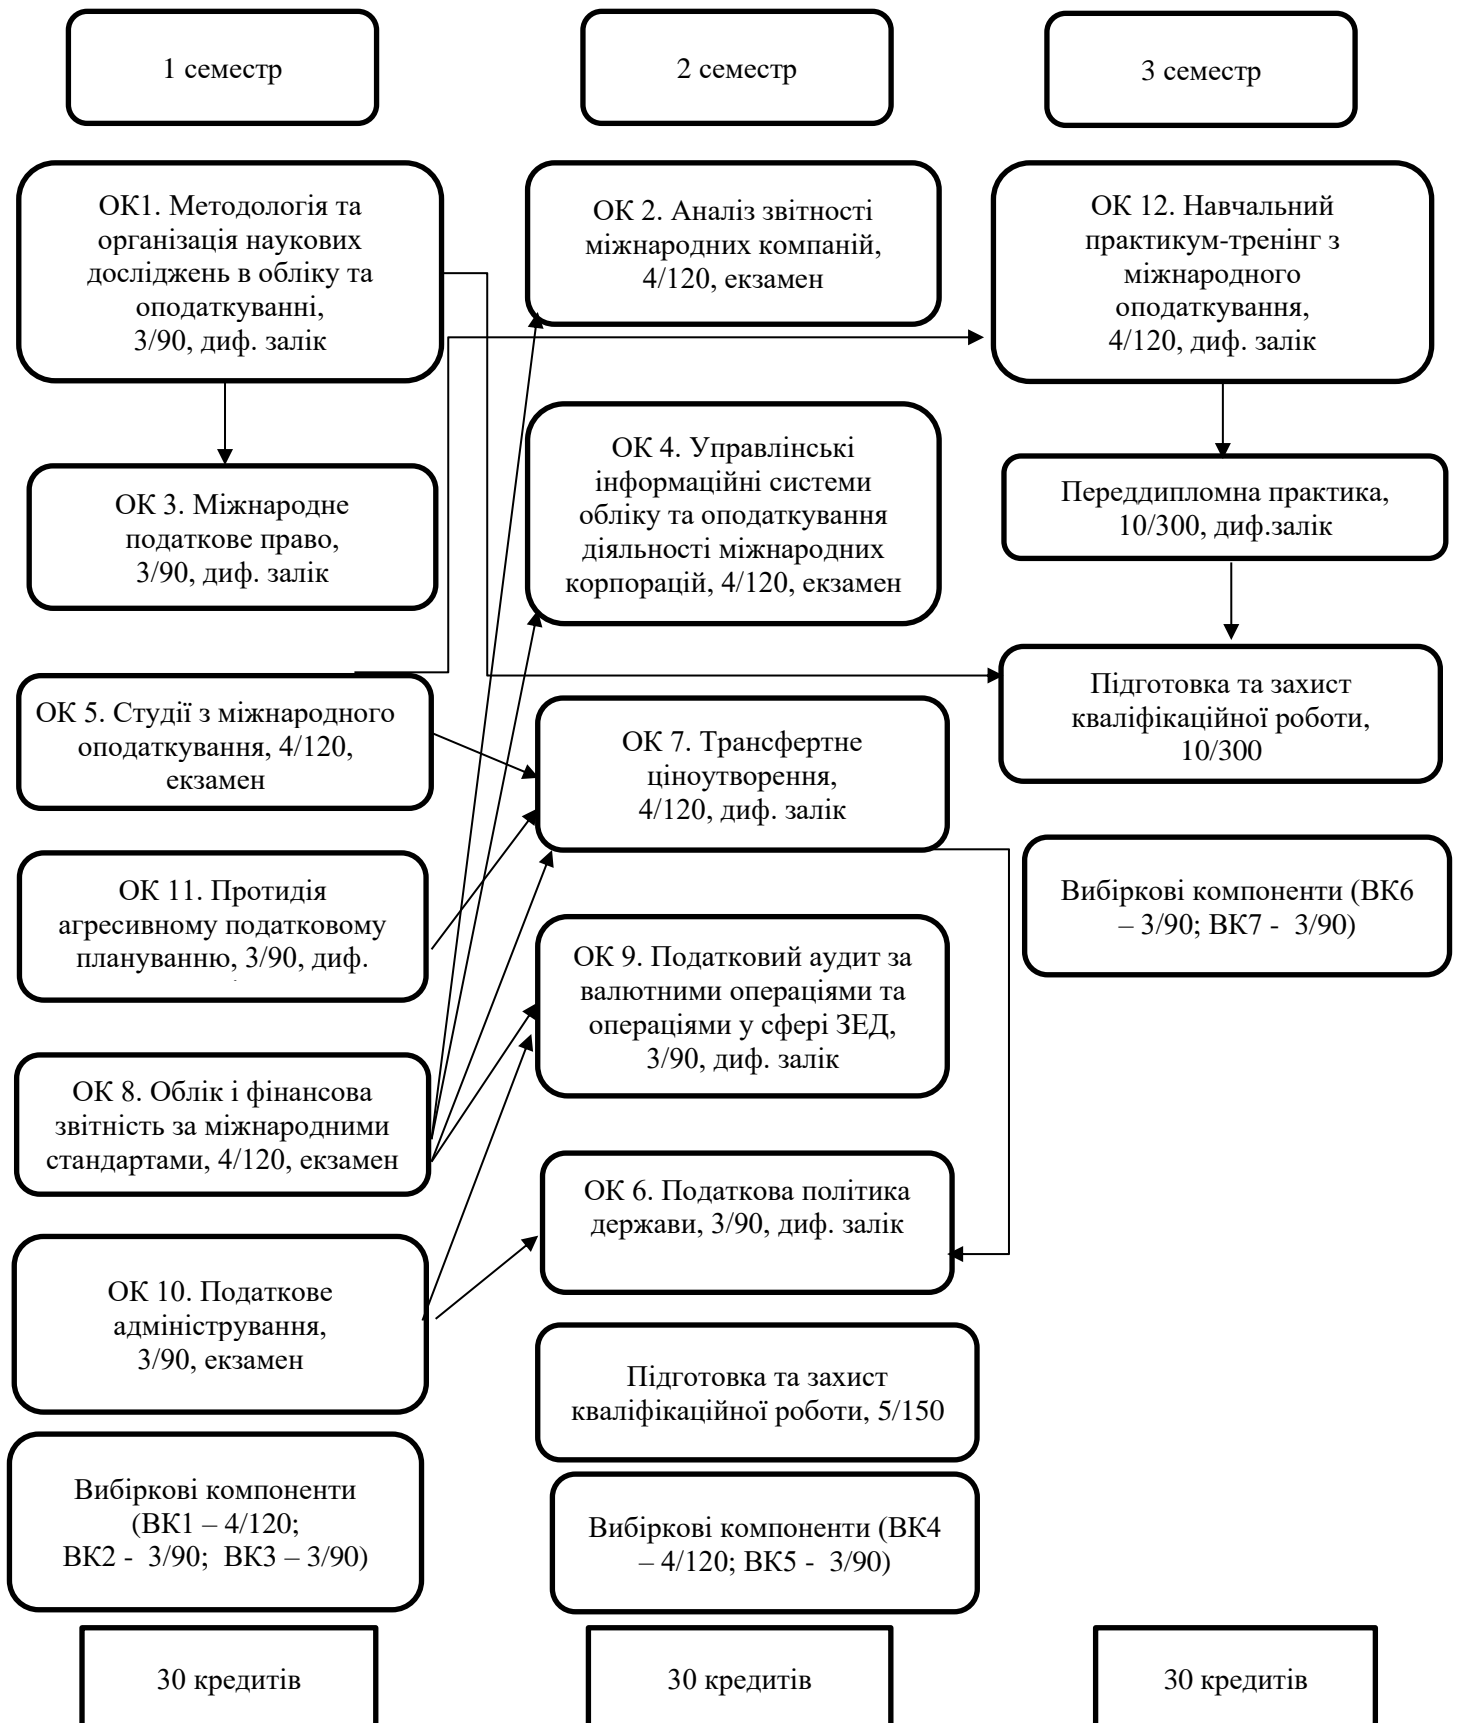 1 семестр
2 семестр
3 семестр
ОК1. Методологія та
організація наукових
досліджень в обліку та
оподаткуванні,
3/90, диф. залік
ОК 3. Міжнародне
податкове право,
3/90, диф. залік
ОК 5. Студії з міжнародного
оподаткування, 4/120,
екзамен
ОК 11. Протидія
агресивному податковому
плануванню, 3/90, диф.
ОК 8. Облік і фінансова
звітність за міжнародними
стандартами, 4/120, екзамен
ОК 10. Податкове
адміністрування,
3/90, екзамен
Вибіркові компоненти
(ВК1 – 4/120;
ВК2 - 3/90; ВК3 – 3/90)
30 кредитів
ОК 2. Аналіз звітності
міжнародних компаній,
4/120, екзамен
ОК 4. Управлінські
інформаційні системи
обліку та оподаткування
діяльності міжнародних
корпорацій, 4/120, екзамен
ОК 7. Трансфертне
ціноутворення,
4/120, диф. залік
ОК 9. Податковий аудит за
валютними операціями та
операціями у сфері ЗЕД,
3/90, диф. залік
ОК 6. Податкова політика
держави, 3/90, диф. залік
Підготовка та захист
кваліфікаційної роботи, 5/150
Вибіркові компоненти (ВК4
– 4/120; ВК5 - 3/90)
30 кредитів
ОК 12. Навчальний
практикум-тренінг з
міжнародного
оподаткування,
4/120, диф. залік
Переддипломна практика,
10/300, диф.залік
Підготовка та захист
кваліфікаційної роботи,
10/300
Вибіркові компоненти (ВК6
– 3/90; ВК7 - 3/90)
30 кредитів